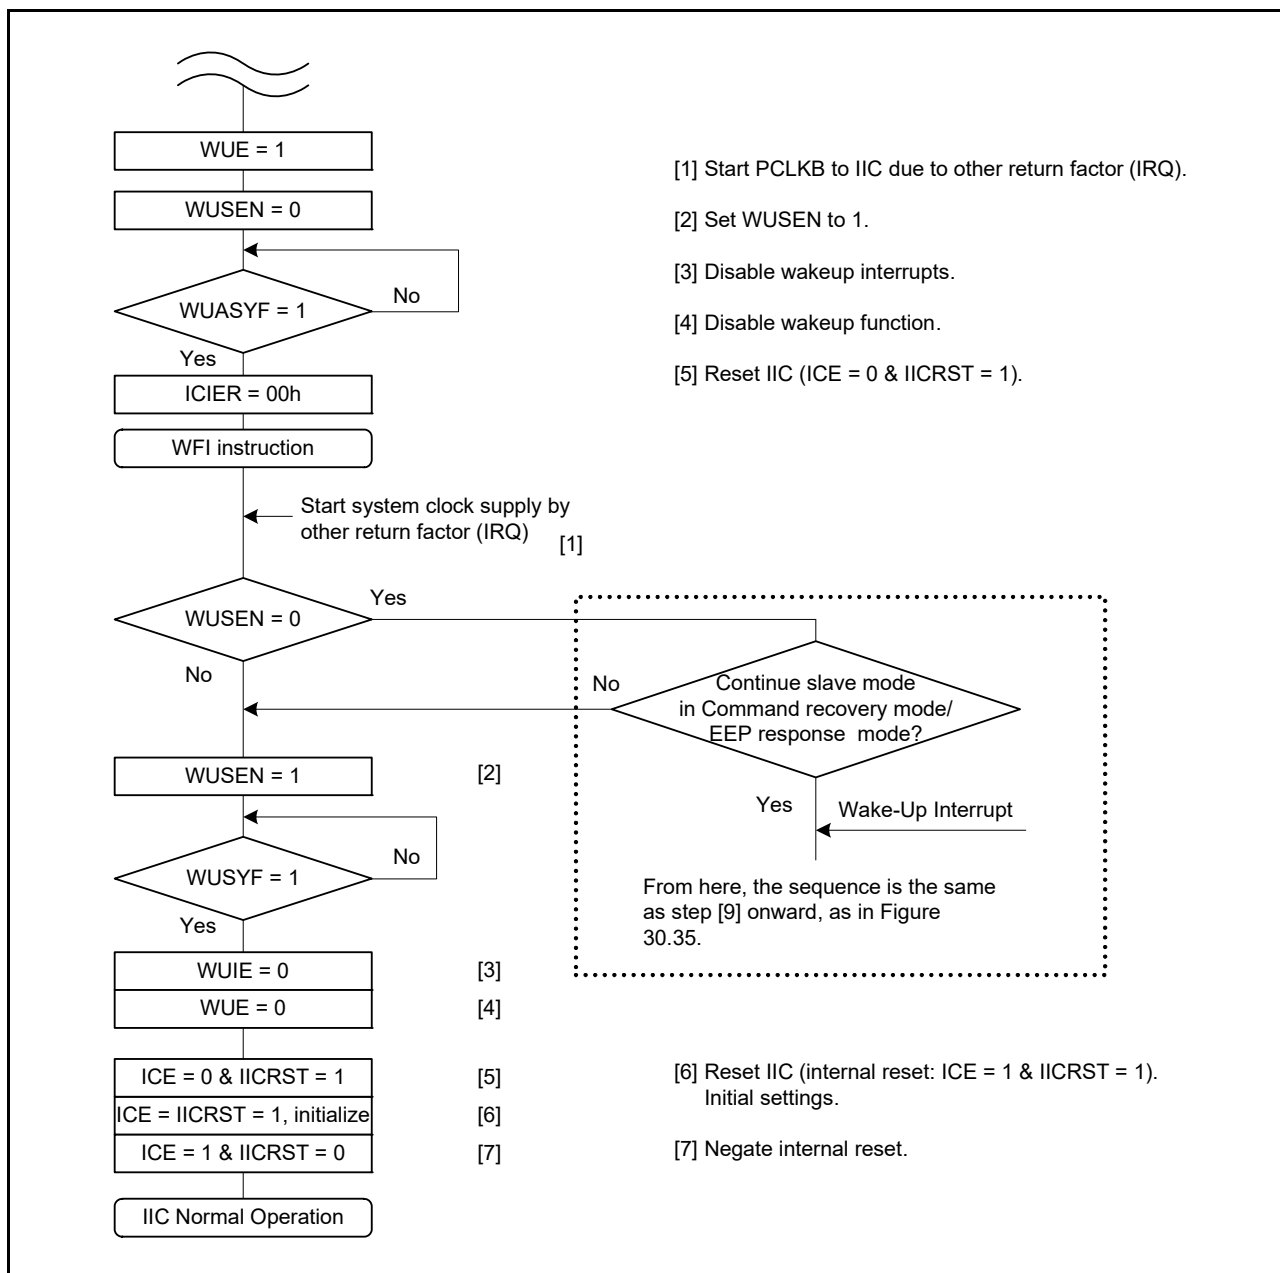 WUE = 1
WUSEN = 0
WUASYF = 1
No
Yes
ICIER = 00h
WFI instruction
Start system clock supply by
other return factor (IRQ)
[1]
WUSEN = 0
Yes
No
Continue slave mode
in Command recovery mode/
EEP response mode?
No
Yes
Wake-Up Interrupt
From here, the sequence is the same
as step [9] onward, as in Figure
30.35.
WUSEN = 1
[2]
WUSYF = 1
No
Yes
WUIE = 0
[3]
WUE = 0
[4]
ICE = 0 & IICRST = 1
[5]
ICE = IICRST = 1, initialize
[6]
ICE = 1 & IICRST = 0
[7]
IIC Normal Operation
[1] Start PCLKB to IIC due to other return factor (IRQ).
[2] Set WUSEN to 1.
[3] Disable wakeup interrupts.
[4] Disable wakeup function.
[5] Reset IIC (ICE = 0 & IICRST = 1).
[6] Reset IIC (internal reset: ICE = 1 & IICRST = 1).
Initial settings.
[7] Negate internal reset.